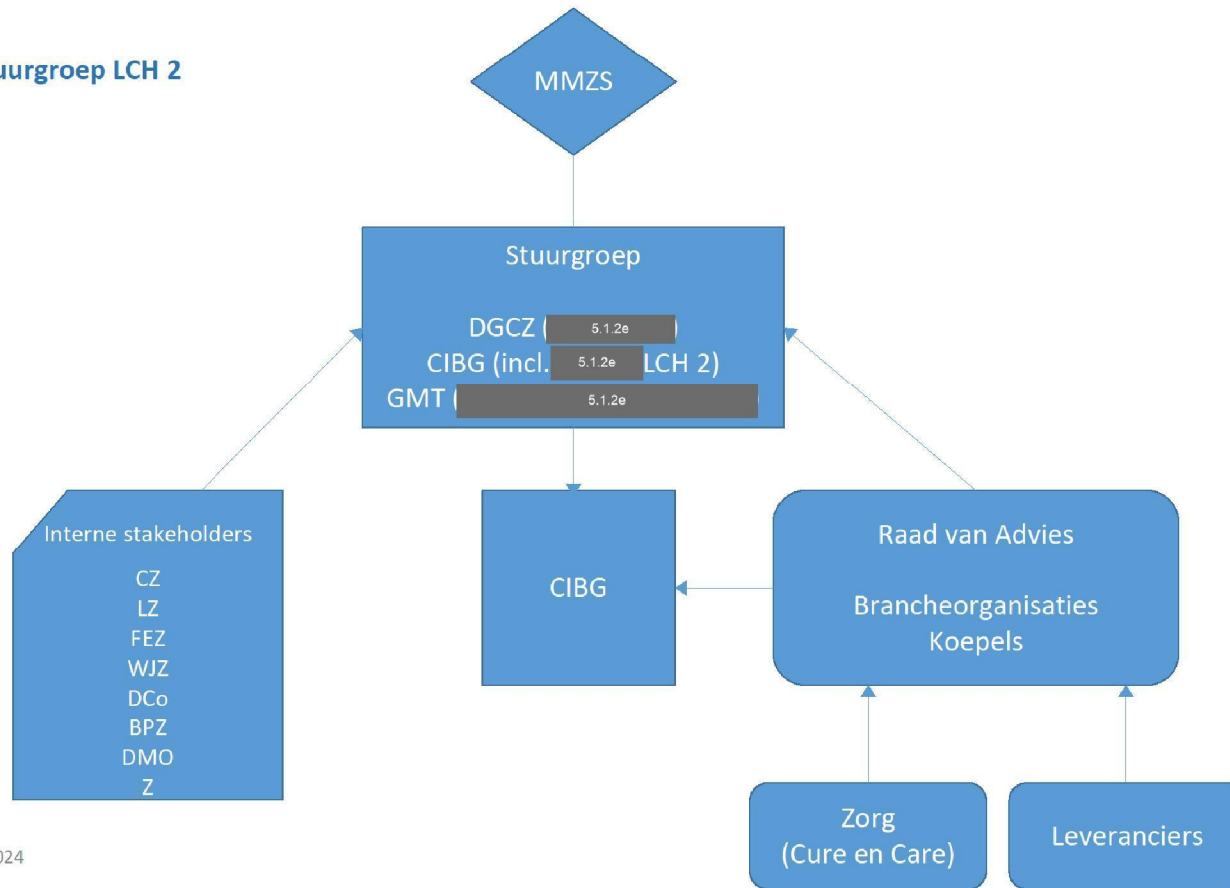 uurgroep LCH 2
MMZS
Stuurgroep
DGCZ ( 5.1.2e )
CIBG (incl. 5.1.2e LCH 2)
GMT ( 5.1.2e
Interne stakeholders
CZ
LZ
FEZ
WJZ
DCo
BPZ
DMO
Z
CIBG
Raad van Advies
Brancheorganisaties
Koepels
Zorg
(Cure en Care)
Leveranciers
024